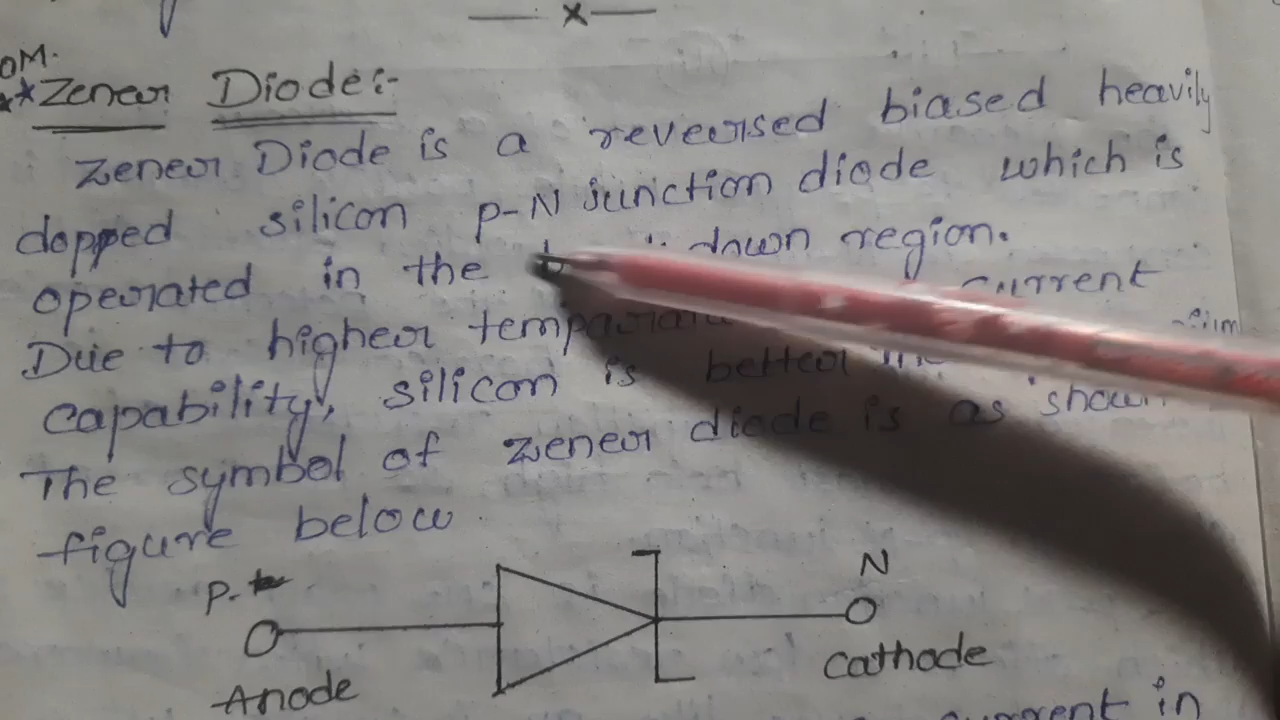 x
OM.
** Zener Diode:-
Zener Diode is a reversed biased heavily
dopped silicon P-N junction diode which is
operated in the down region.
Due to higher current
capability, silicon is better
The symbol of zener diode is as shown
figure below
P- N
Anode Cathode
current in